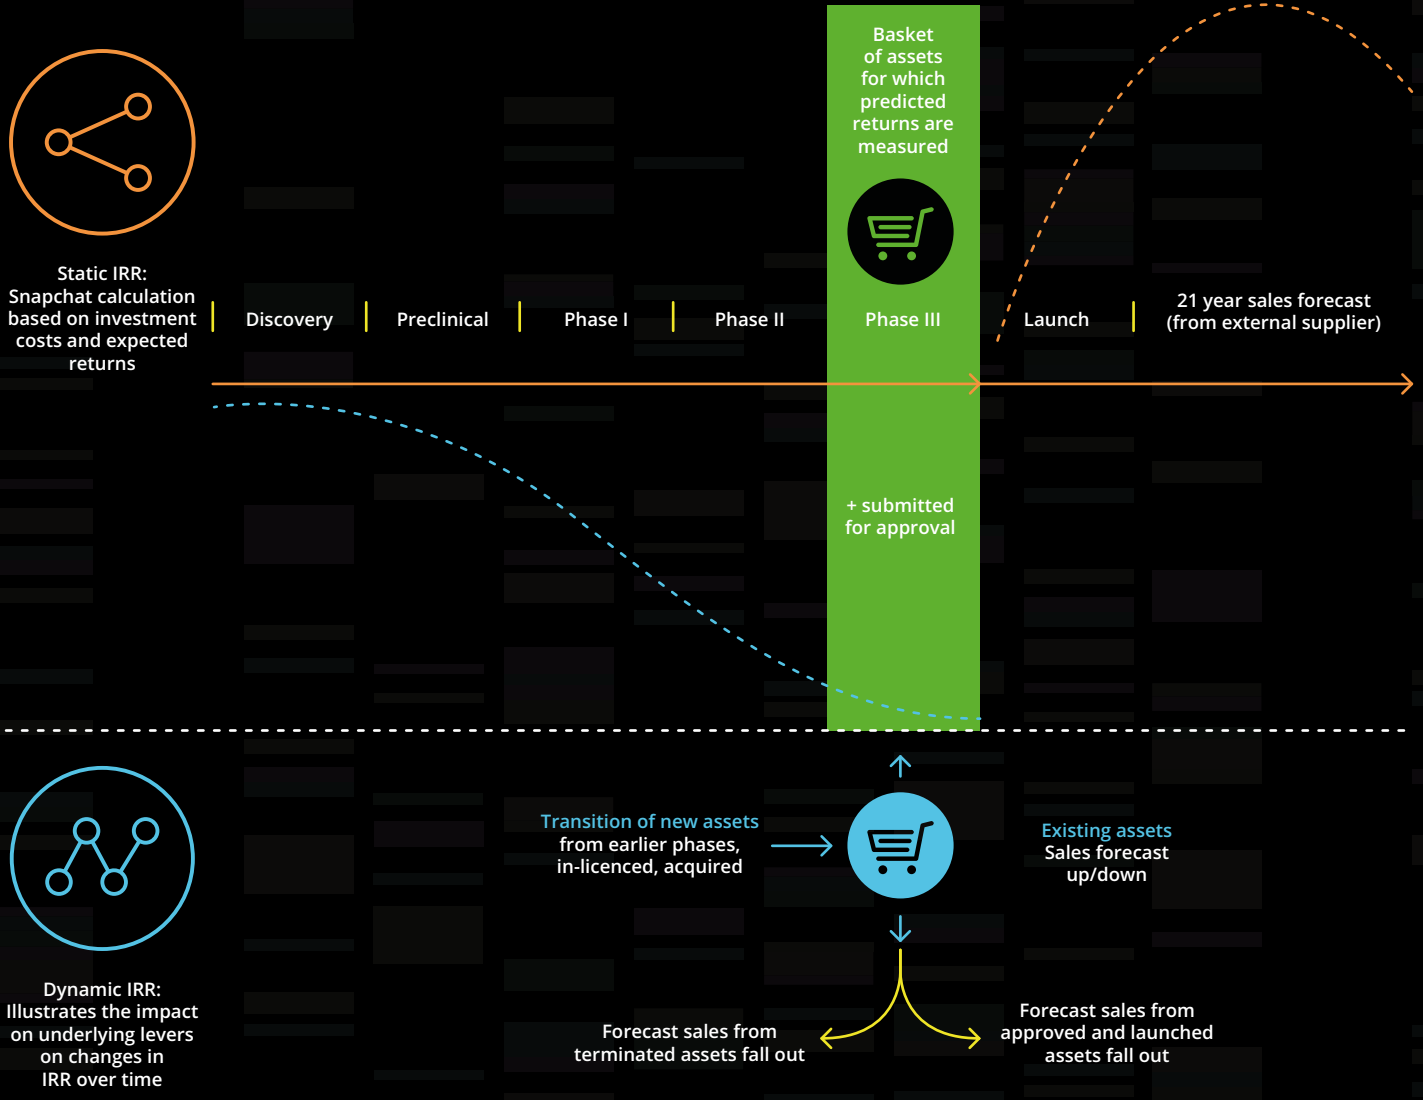 Basket
of assets
for which
predicted
returns are
measured
Static IRR:
Snapchat calculation
based on investment
costs and expected
returns
Discovery
Preclinical
Phase I
Phase II
Phase III
Launch
21 year sales forecast
(from external supplier)
+ submitted
for approval
Transition of new assets
from earlier phases,
in-licenced, acquired
Existing assets
Sales forecast
up/down
Dynamic IRR:
Illustrates the impact
on underlying levers
on changes in
IRR over time
Forecast sales from
terminated assets fall out
Forecast sales from
approved and launched
assets fall out